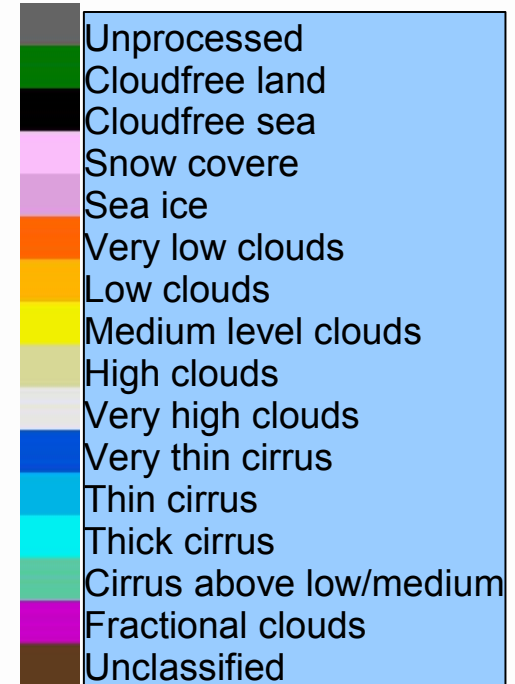 Unprocessed
Cloudfree land
Cloudfree sea
Snow covere
Sea ice
Very low clouds
Low clouds
Medium level clouds
High clouds
Very high clouds
Very thin cirrus
Thin cirrus
Thick cirrus
Cirrus above low/medium
Fractional clouds
Unclassified